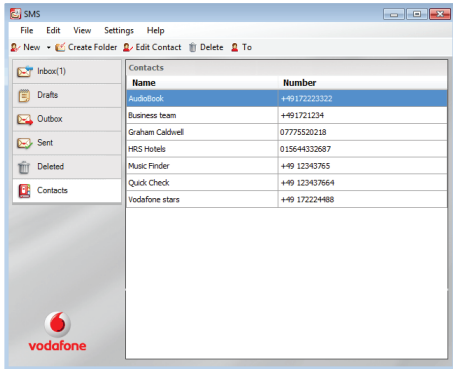 SMS
File Edit View Settings Help
New Create Folder Edit Contact Delete To
Inbox(1)
Drafts
Outbox
Sent
Deleted
Contacts
vodafone
Contacts
Name Number
AudioBook +49172223322
Business team +491721234
Graham Caldwell 07775520218
HRS Hotels 015644332687
Music Finder +49 12343765
Quick Check +49 123437664
Vodafone stars +49 172224488